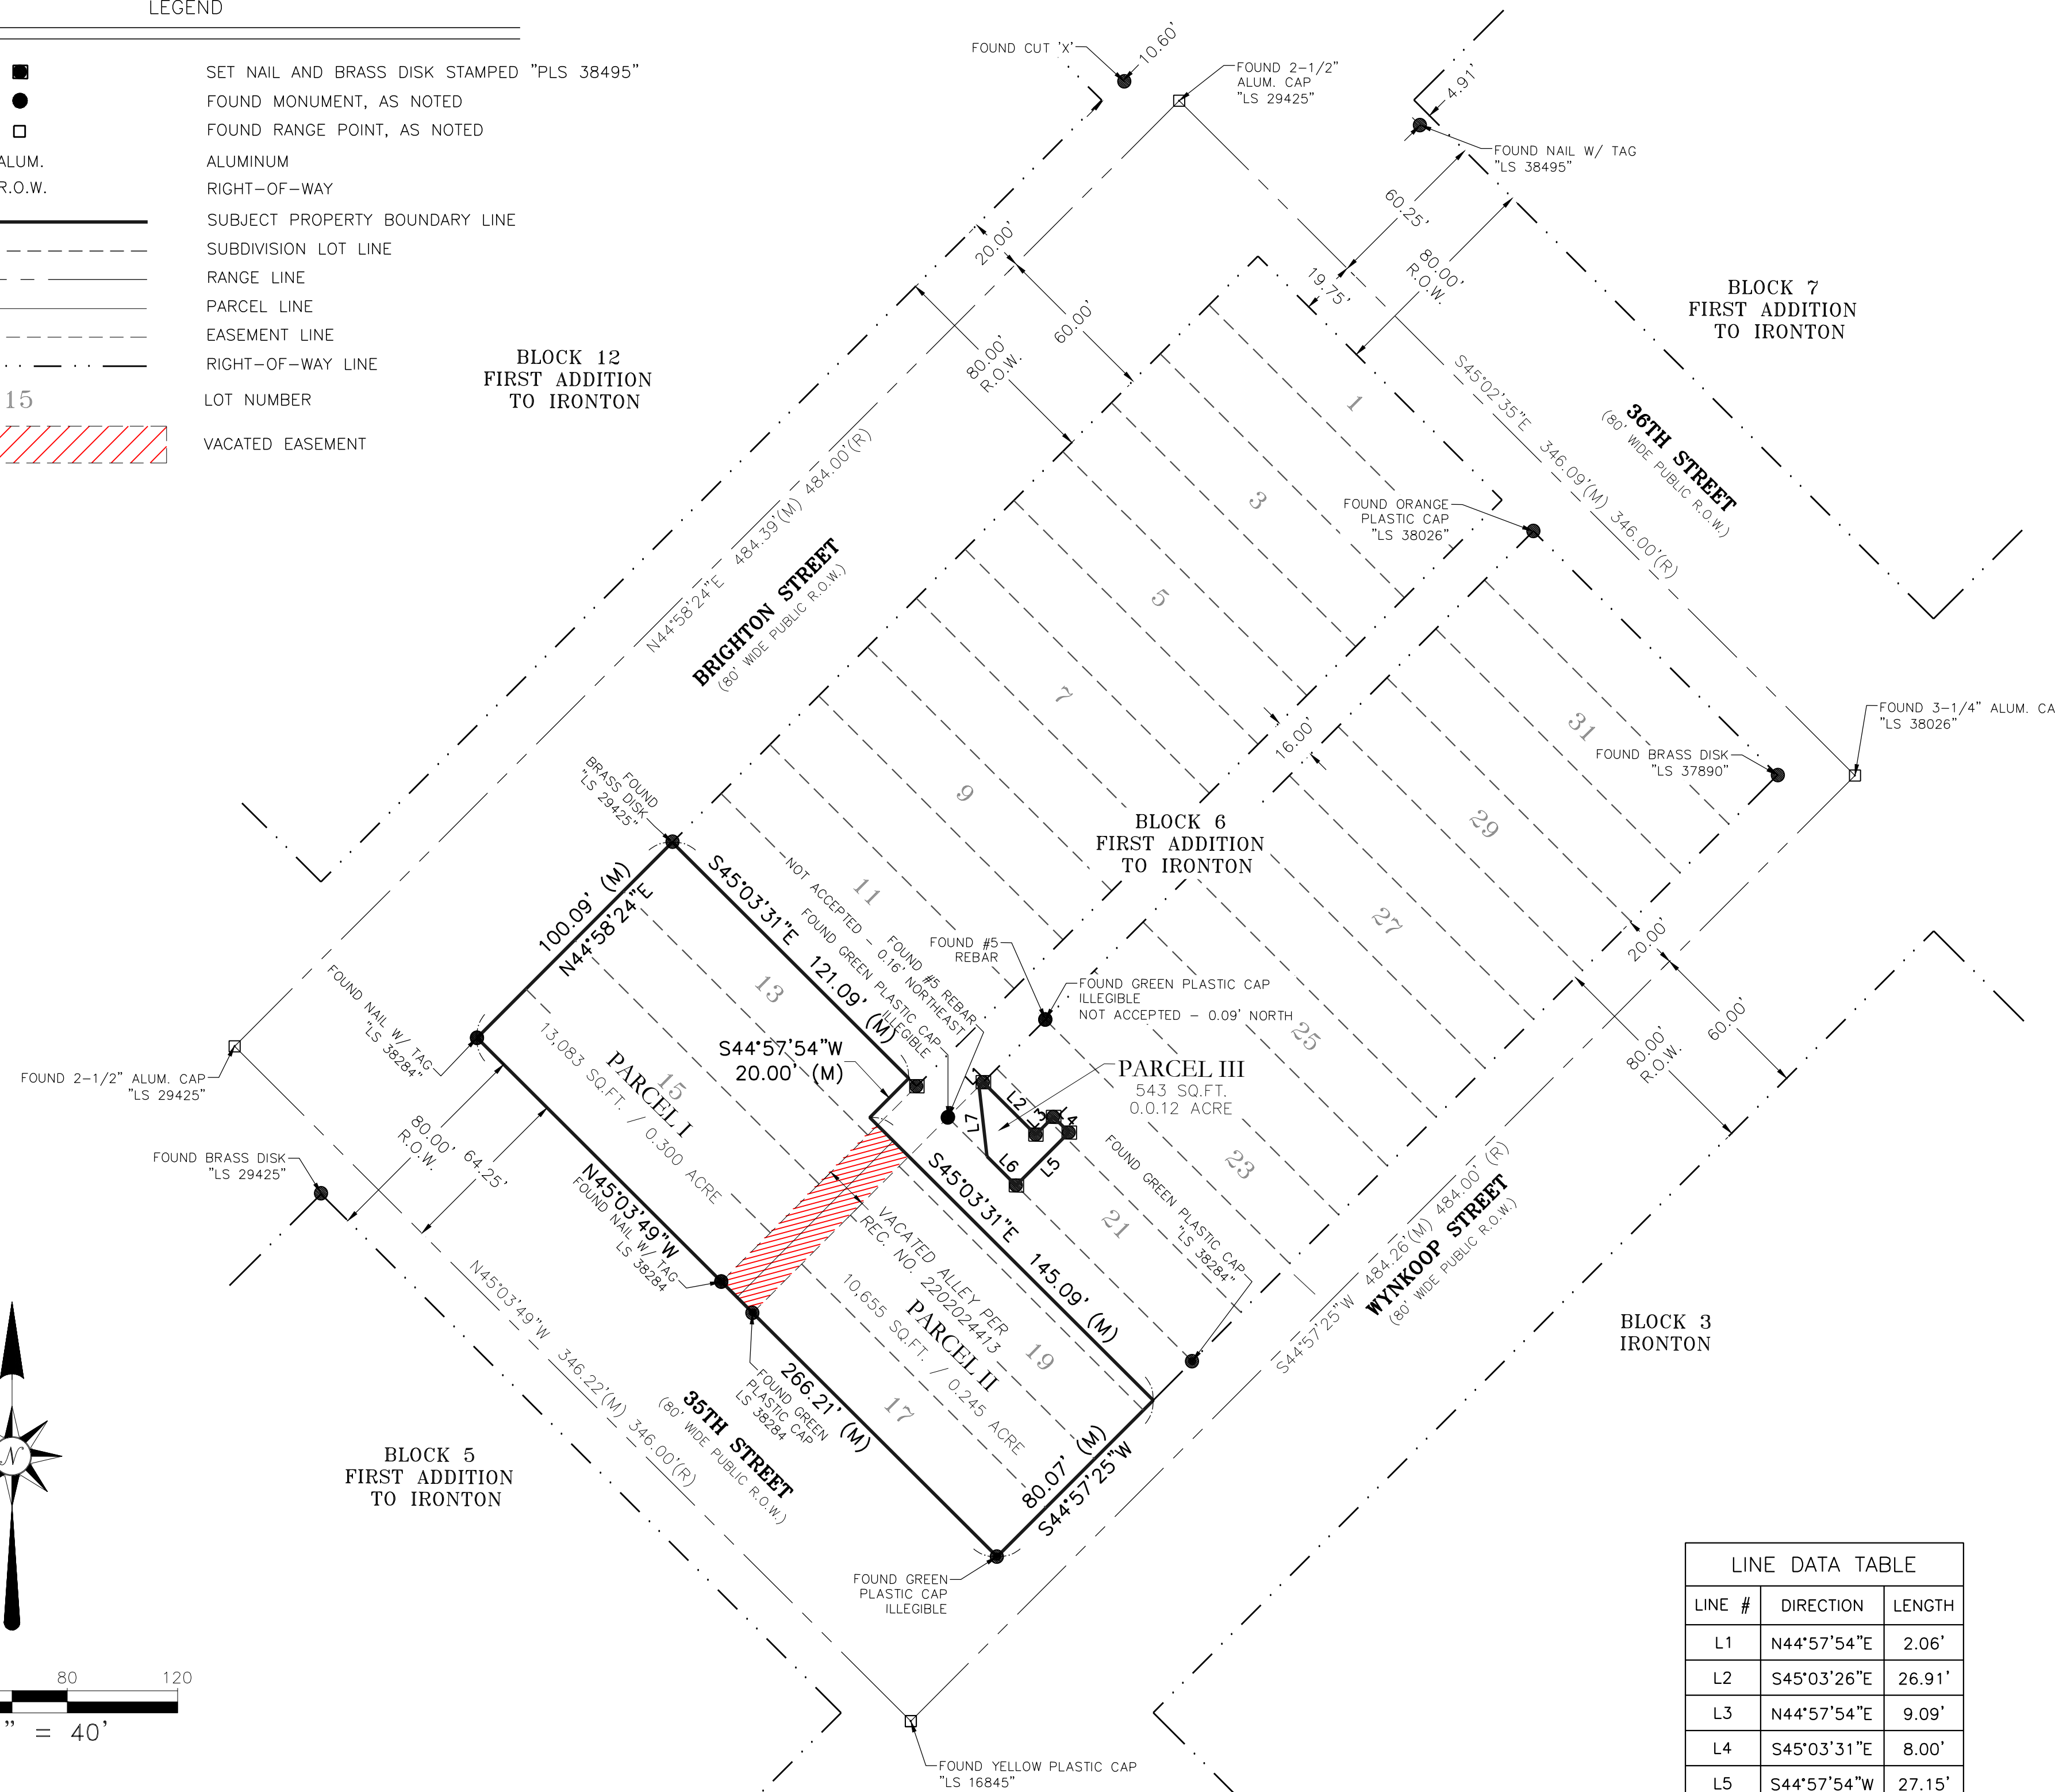 LEGEND
SET NAIL AND BRASS DISK STAMPED "PLS 38495"
FOUND MONUMENT, AS NOTED
FOUND RANGE POINT, AS NOTED
ALUM.
ALUMINUM
R.O.W.
RIGHT-OF-WAY
SUBJECT PROPERTY BOUNDARY LINE
SUBDIVISION LOT LINE
RANGE LINE
PARCEL LINE
EASEMENT LINE
RIGHT-OF-WAY LINE
15
LOT NUMBER
VACATED EASEMENT
FOUND CUT 'X'
10.60'
FOUND 2-1/2"
ALUM. CAP
"LS 29425"
4.91'
FOUND NAIL W/ TAG
"LS 38495"
60.25'
80.00'
R.O.W.
19.75'
20.00'
60.00'
80.00'
R.O.W.
BLOCK 7
FIRST ADDITION
TO IRONTON
BLOCK 12
FIRST ADDITION
TO IRONTON
S45°02'35"E 346.09'(M) 346.00'(R)
36TH STREET
(80' WIDE PUBLIC R.O.W.)
N44°58'24"E 484.39'(M) 484.00'(R)
BRIGHTON STREET
(80' WIDE PUBLIC R.O.W.)
1
3
5
7
9
11
13
15
FOUND ORANGE
PLASTIC CAP
"LS 38026"
16.00'
31
29
27
25
23
21
19
17
FOUND BRASS DISK
"LS 37890"
FOUND 3-1/4" ALUM. CA
"LS 38026"
BLOCK 6
FIRST ADDITION
TO IRONTON
20.00'
60.00'
80.00'
R.O.W.
FOUND
BRASS DISK
"LS 29425"
100.09' (M)
N44°58'24"E
S45°03'31"E 121.09' (M)
NOT ACCEPTED - 0.16' NORTHEAST
FOUND GREEN PLASTIC CAP
ILLEGIBLE
FOUND #5 REBAR
FOUND #5
REBAR
FOUND GREEN PLASTIC CAP
ILLEGIBLE
NOT ACCEPTED - 0.09' NORTH
S44°57'54"W
20.00' (M)
PARCEL III
543 SQ.FT.
0.0.12 ACRE
L1
L2
L3
L4
L5
L6
L7
FOUND NAIL W/ TAG
"LS 38284"
13,083 SQ.FT. / 0.300 ACRE
PARCEL I
FOUND 2-1/2" ALUM. CAP
"LS 29425"
80.00'
R.O.W.
64.25'
FOUND BRASS DISK
"LS 29425"
N45°03'49"W
FOUND NAIL W/ TAG
LS 38284
S45°03'31"E 145.09' (M)
VACATED ALLEY PER
REC. NO. 2202024413
PARCEL II
10,655 SQ.FT. / 0.245 ACRE
FOUND GREEN PLASTIC CAP
"LS 38284"
S44°57'25"W 484.26'(M) 484.00' (R)
WYNKOOP STREET
(80' WIDE PUBLIC R.O.W.)
BLOCK 3
IRONTON
N45°03'49"W 346.22'(M) 346.00'(R)
35TH STREET
(80' WIDE PUBLIC R.O.W.)
266.21' (M)
FOUND GREEN
PLASTIC CAP
LS 38284
80.07' (M)
S44°57'25"W
BLOCK 5
FIRST ADDITION
TO IRONTON
FOUND GREEN
PLASTIC CAP
ILLEGIBLE
FOUND YELLOW PLASTIC CAP
"LS 16845"
N
80 120
" = 40'
LINE DATA TABLE
LINE # DIRECTION LENGTH
L1 N44°57'54"E 2.06'
L2 S45°03'26"E 26.91'
L3 N44°57'54"E 9.09'
L4 S45°03'31"E 8.00'
L5 S44°57'54"W 27.15'